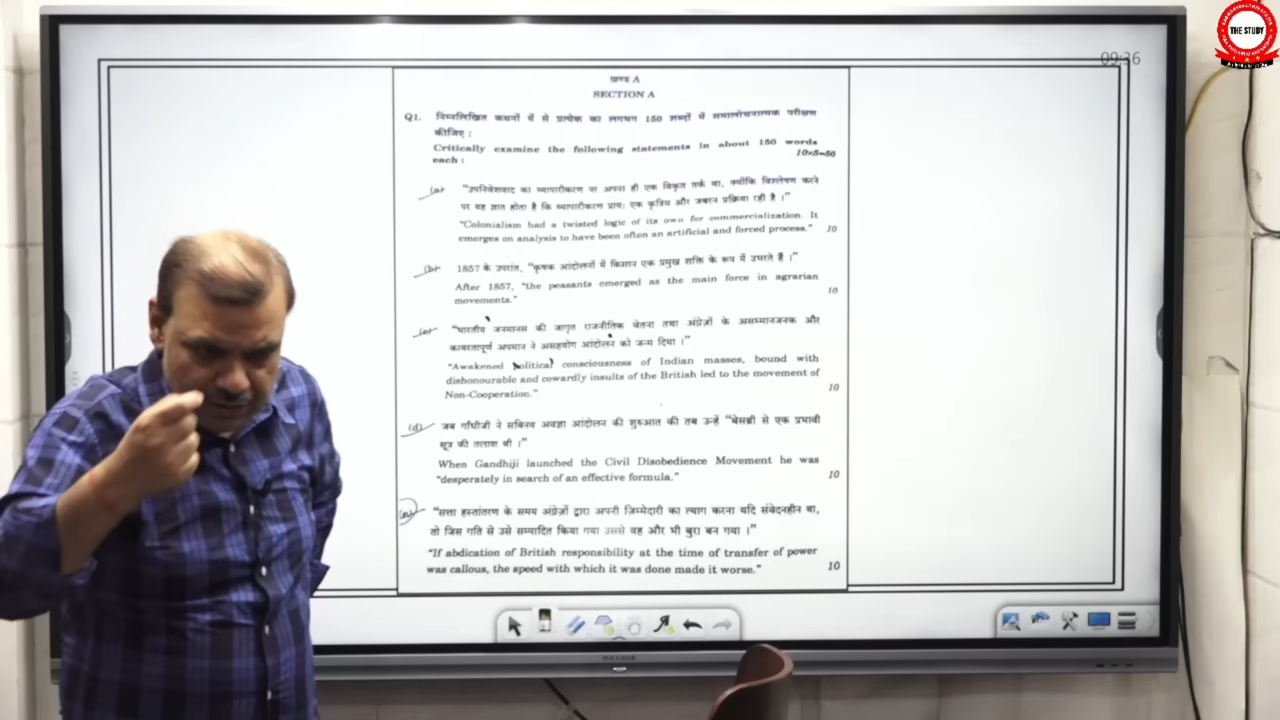 THE STUDY
09:36
खण्ड A
SECTION A
Q1. निम्नलिखित कथनों में से प्रत्येक का लगभग 150 शब्दों में समालोचनात्मक परीक्षण
कीजिए :
Critically examine the following statements in about 150 words
each : 10x5=50
(a) "उपनिवेशवाद का व्यापारीकरण पर अपना ही एक विकृत तर्क था, क्योंकि विश्लेषण करने
पर यह ज्ञात होता है कि व्यापारीकरण प्रायः एक कृत्रिम और जबरन प्रक्रिया रही है ।"
"Colonialism had a twisted logic of its own for commercialization. It
emerges on analysis to have been often an artificial and forced process." 10
(b) 1857 के उपरांत, "कृषक आंदोलनों में किसान एक प्रमुख शक्ति के रूप में उभरते हैं ।"
After 1857, "the peasants emerged as the main force in agrarian
movements." 10
"भारतीय जनमानस की जागृत राजनीतिक चेतना तथा अंग्रेज़ों के असम्मानजनक और
कायरतापूर्ण अपमान ने असहयोग आंदोलन को जन्म दिया ।"
"Awakened political consciousness of Indian masses, bound with
dishonourable and cowardly insults of the British led to the movement of
Non-Cooperation." 10
(d) जब गाँधीजी ने सविनय अवज्ञा आंदोलन की शुरुआत की तब उन्हें "बेसब्री से एक प्रभावी
सूत्र की तलाश थी ।"
When Gandhiji launched the Civil Disobedience Movement he was
"desperately in search of an effective formula." 10
"सत्ता हस्तांतरण के समय अंग्रेज़ों द्वारा अपनी ज़िम्मेदारी का त्याग करना यदि संवेदनहीन था,
तो जिस गति से उसे सम्पादित किया गया उससे वह और भी बुरा बन गया ।"
"If abdication of British responsibility at the time of transfer of power
was callous, the speed with which it was done made it worse." 10